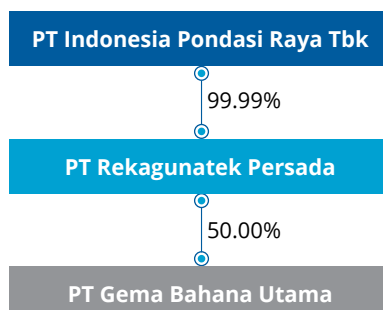 PT Indonesia Pondasi Raya Tbk
99.99%
PT Rekagunatek Persada
50.00%
PT Gema Bahana Utama